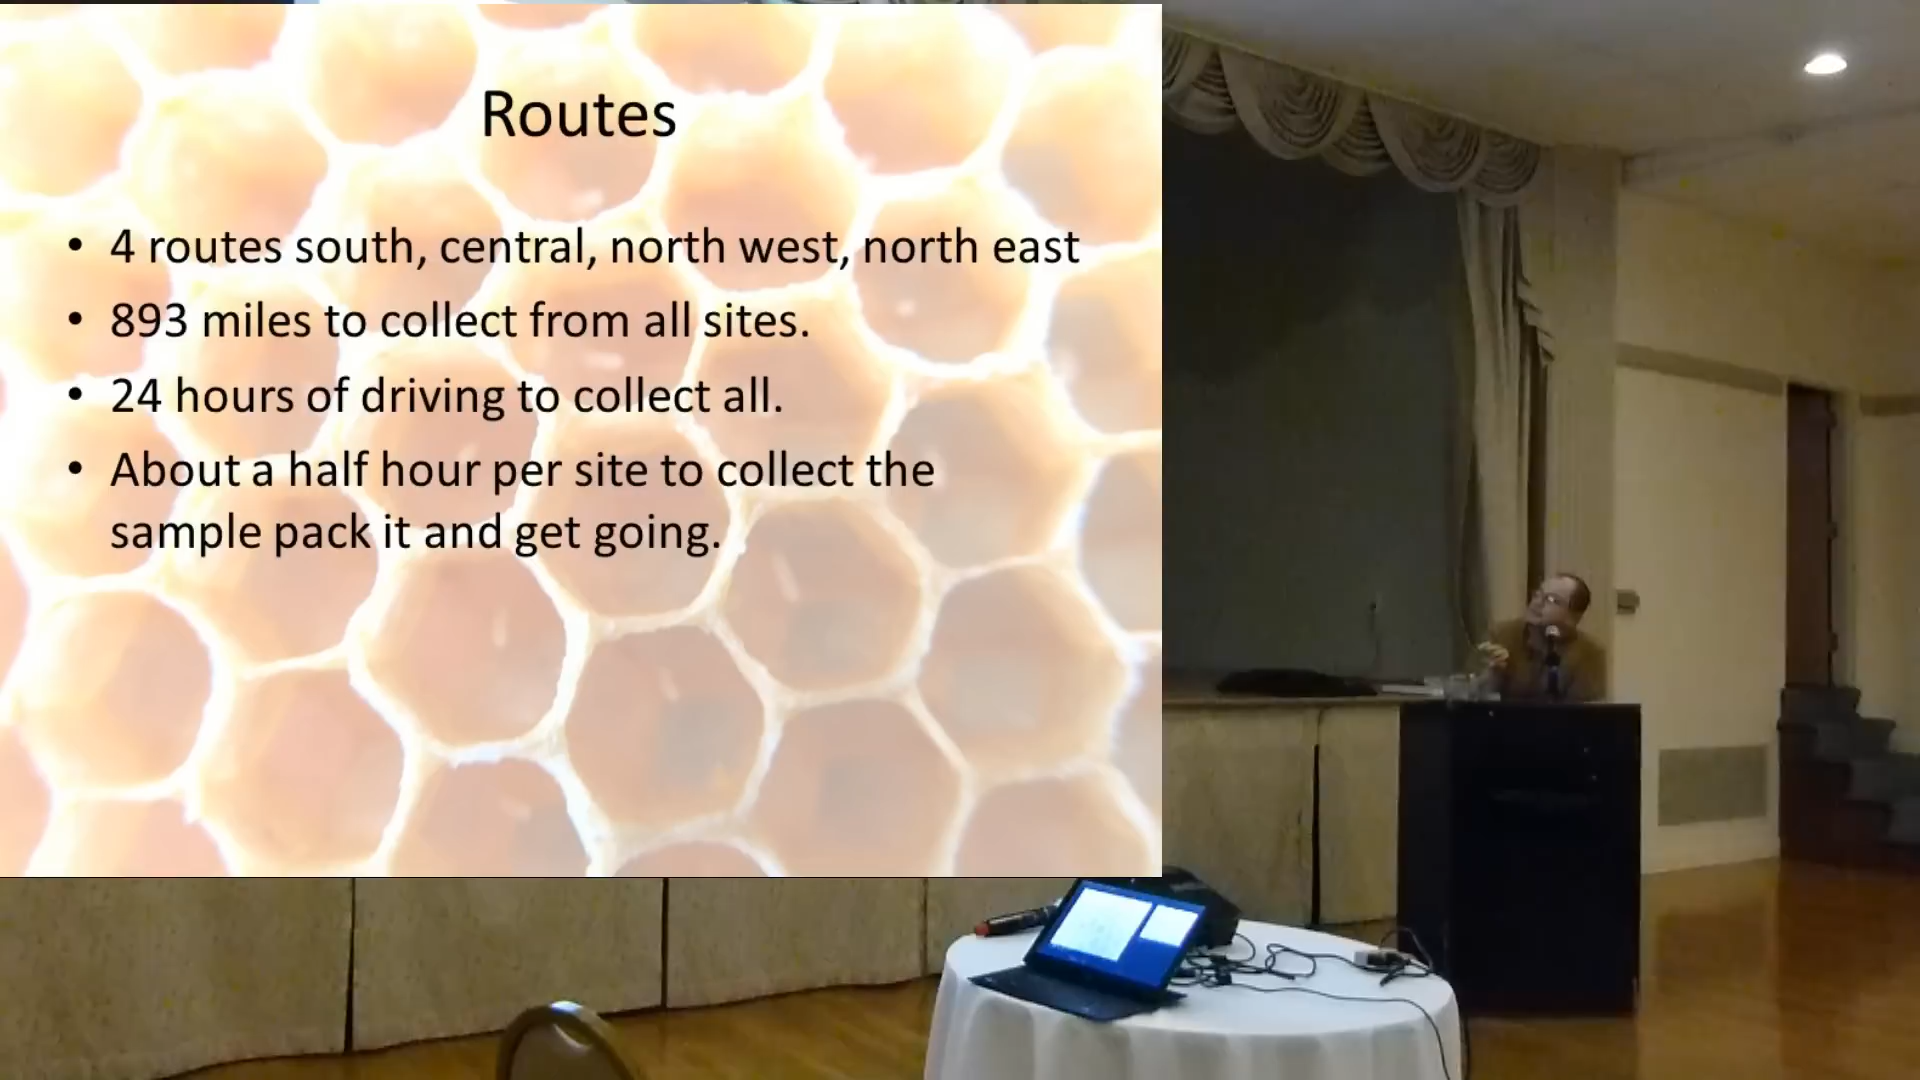 Routes
• 4 routes south, central, north west, north east
• 893 miles to collect from all sites.
• 24 hours of driving to collect all.
• About a half hour per site to collect the
sample pack it and get going.